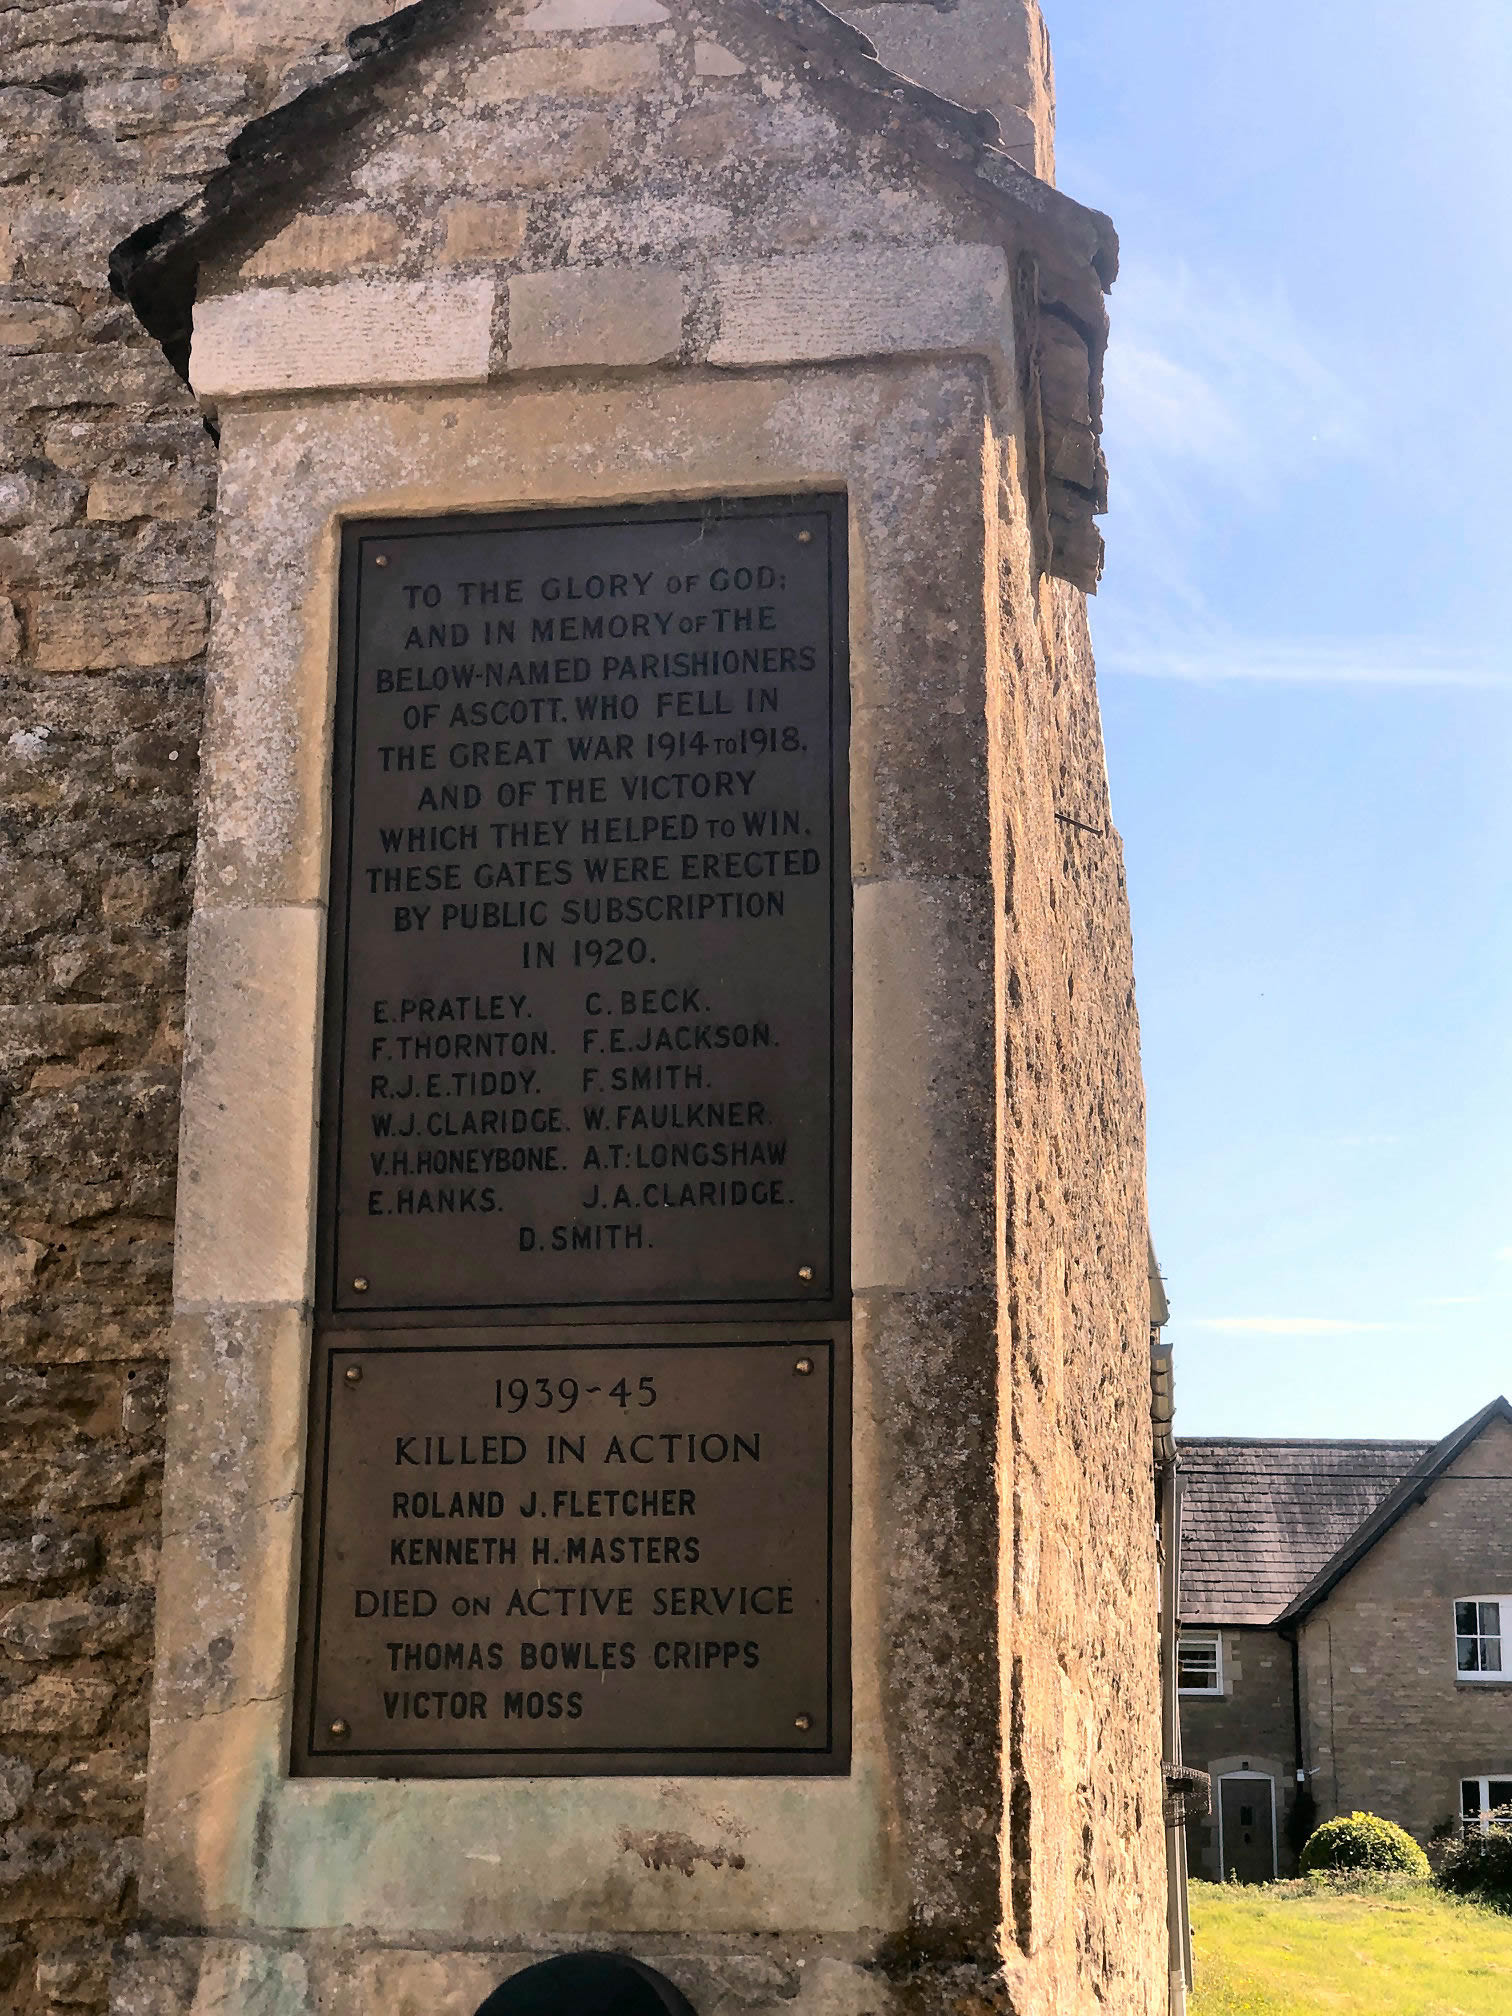 TO THE GLORY OF GOD;
AND IN MEMORY OF THE
BELOW-NAMED PARISHIONERS
OF ASCOTT, WHO FELL IN
THE GREAT WAR 1914 TO 1918,
AND OF THE VICTORY
WHICH THEY HELPED TO WIN,
THESE GATES WERE ERECTED
BY PUBLIC SUBSCRIPTION
IN 1920.
E. PRATLEY. C. BECK.
F. THORNTON. F. E. JACKSON.
R. J. E. TIDDY. F. SMITH.
W. J. CLARIDGE. W. FAULKNER.
V. H. HONEYBONE. A. T. LONGSHAW
E. HANKS. J. A. CLARIDGE.
D. SMITH.
1939-45
KILLED IN ACTION
ROLAND J. FLETCHER
KENNETH H. MASTERS
DIED ON ACTIVE SERVICE
THOMAS BOWLES CRIPPS
VICTOR MOSS